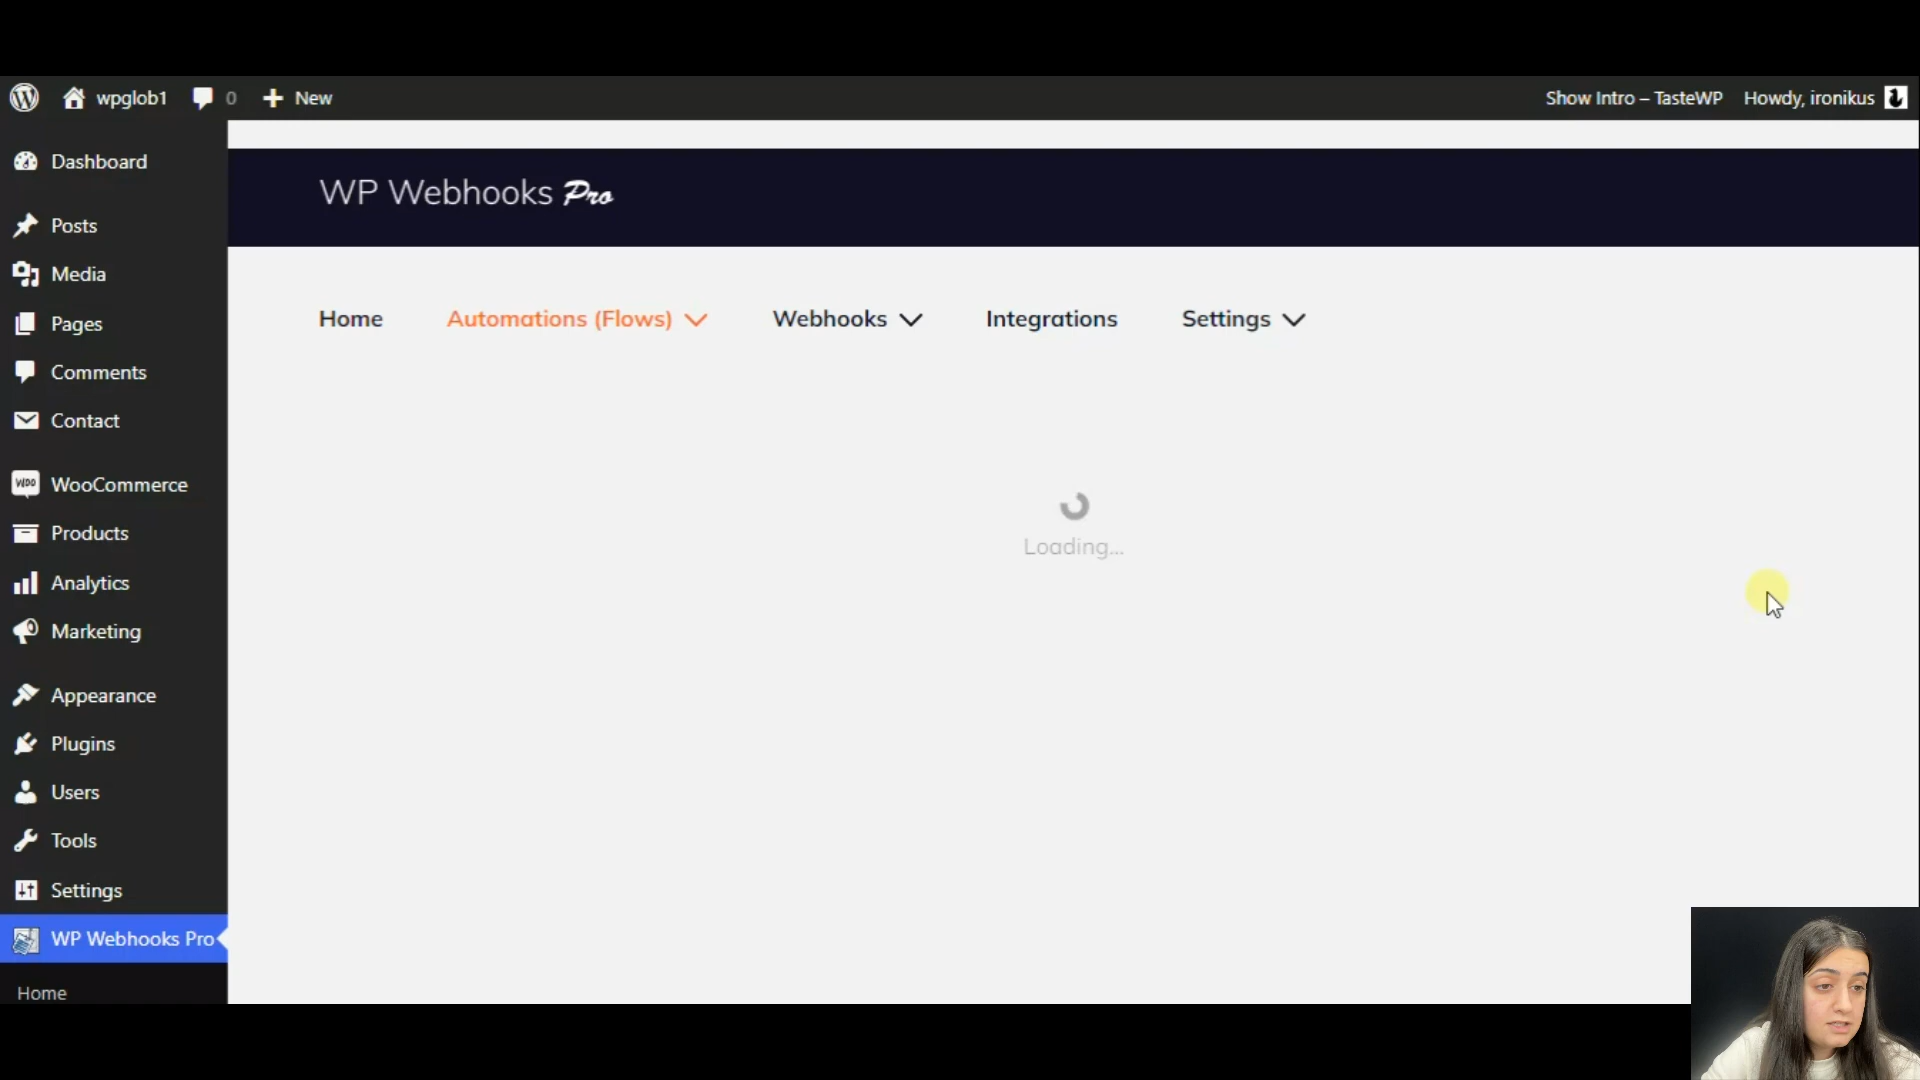 wpglob1
0
New
Show Intro – TasteWP
Howdy, ironikus
Dashboard
Posts
Media
Pages
Comments
Contact
WOO WooCommerce
Products
Analytics
Marketing
Appearance
Plugins
Users
Tools
Settings
WP Webhooks Pro
Home
WP Webhooks Pro
Home
Automations (Flows)
Webhooks
Integrations
Settings
Loading...